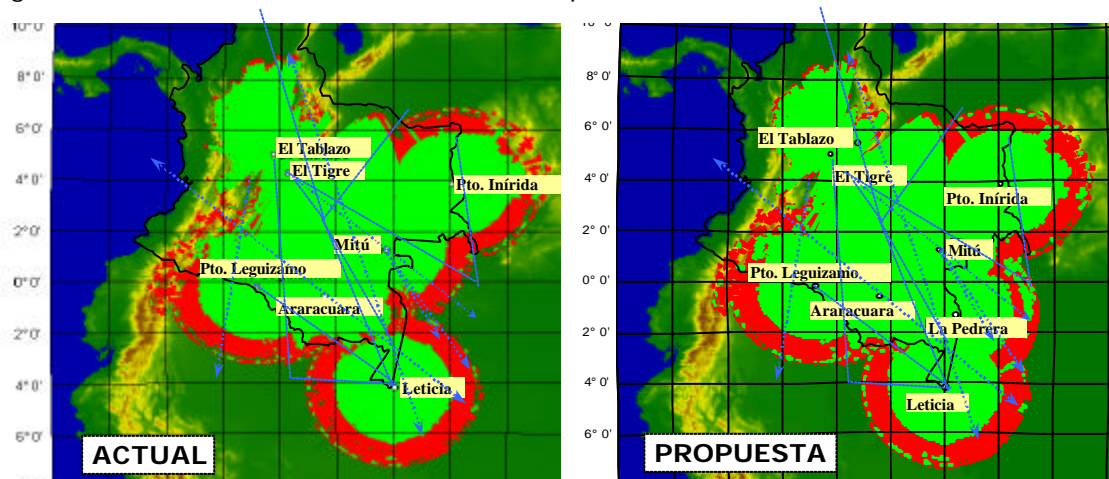 10° 0'
8° 0'
6° 0'
4° 0'
2° 0'
0° 0'
2° 0'
4° 0'
6° 0'
El Tablazo
El Tigre
Pto. Inírida
Mitú
Pto. Leguizamo
Araracuara
Leticia
ACTUAL
8° 0'
6° 0'
4° 0'
2° 0'
0° 0'
2° 0'
4° 0'
6° 0'
El Tablazo
El Tigre
Pto. Inírida
Mitú
Pto. Leguizamo
Araracuara
La Pedrera
Leticia
PROPUESTA